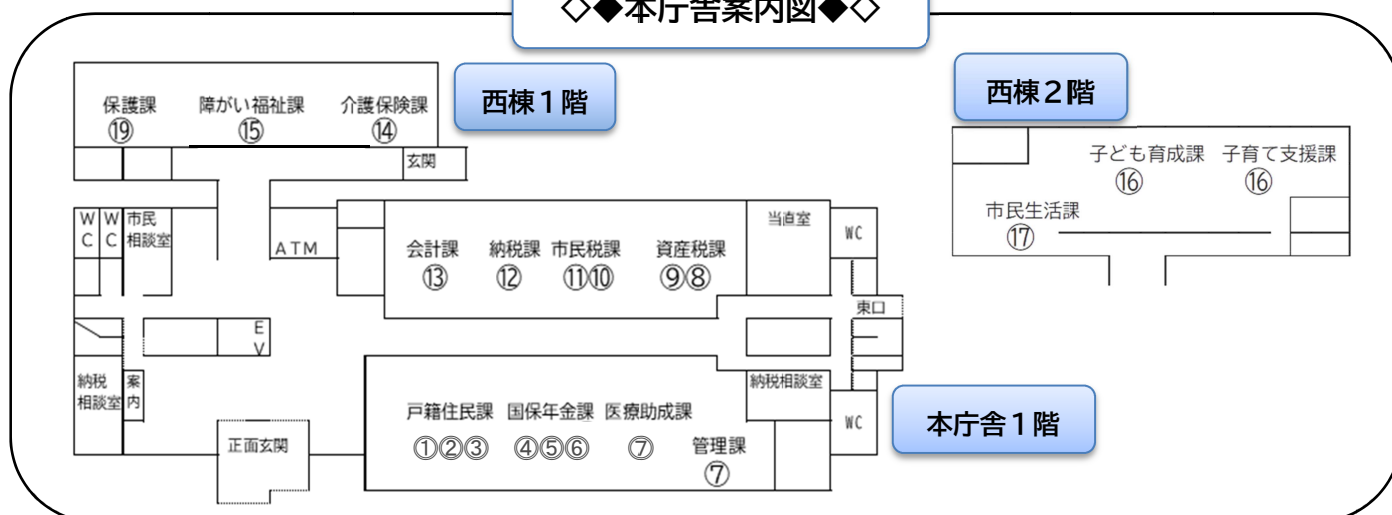 ◇◆本庁舎案内図◆◇
西棟1階
保護課 障がい福祉課 介護保険課
⑲ ⑮ ⑭
玄関
西棟2階
子ども育成課 子育て支援課
⑯ ⑯
市民生活課
⑰
WC WC 市民相談室
ATM
会計課 納税課 市民税課 資産税課
⑬ ⑫ ⑪⑩ ⑨⑧
当直室
WC
東口
EV
納税相談室
案内
正面玄関
戸籍住民課 国保年金課 医療助成課
①②③ ④⑤⑥ ⑦
管理課
⑦
納税相談室
WC
本庁舎1階